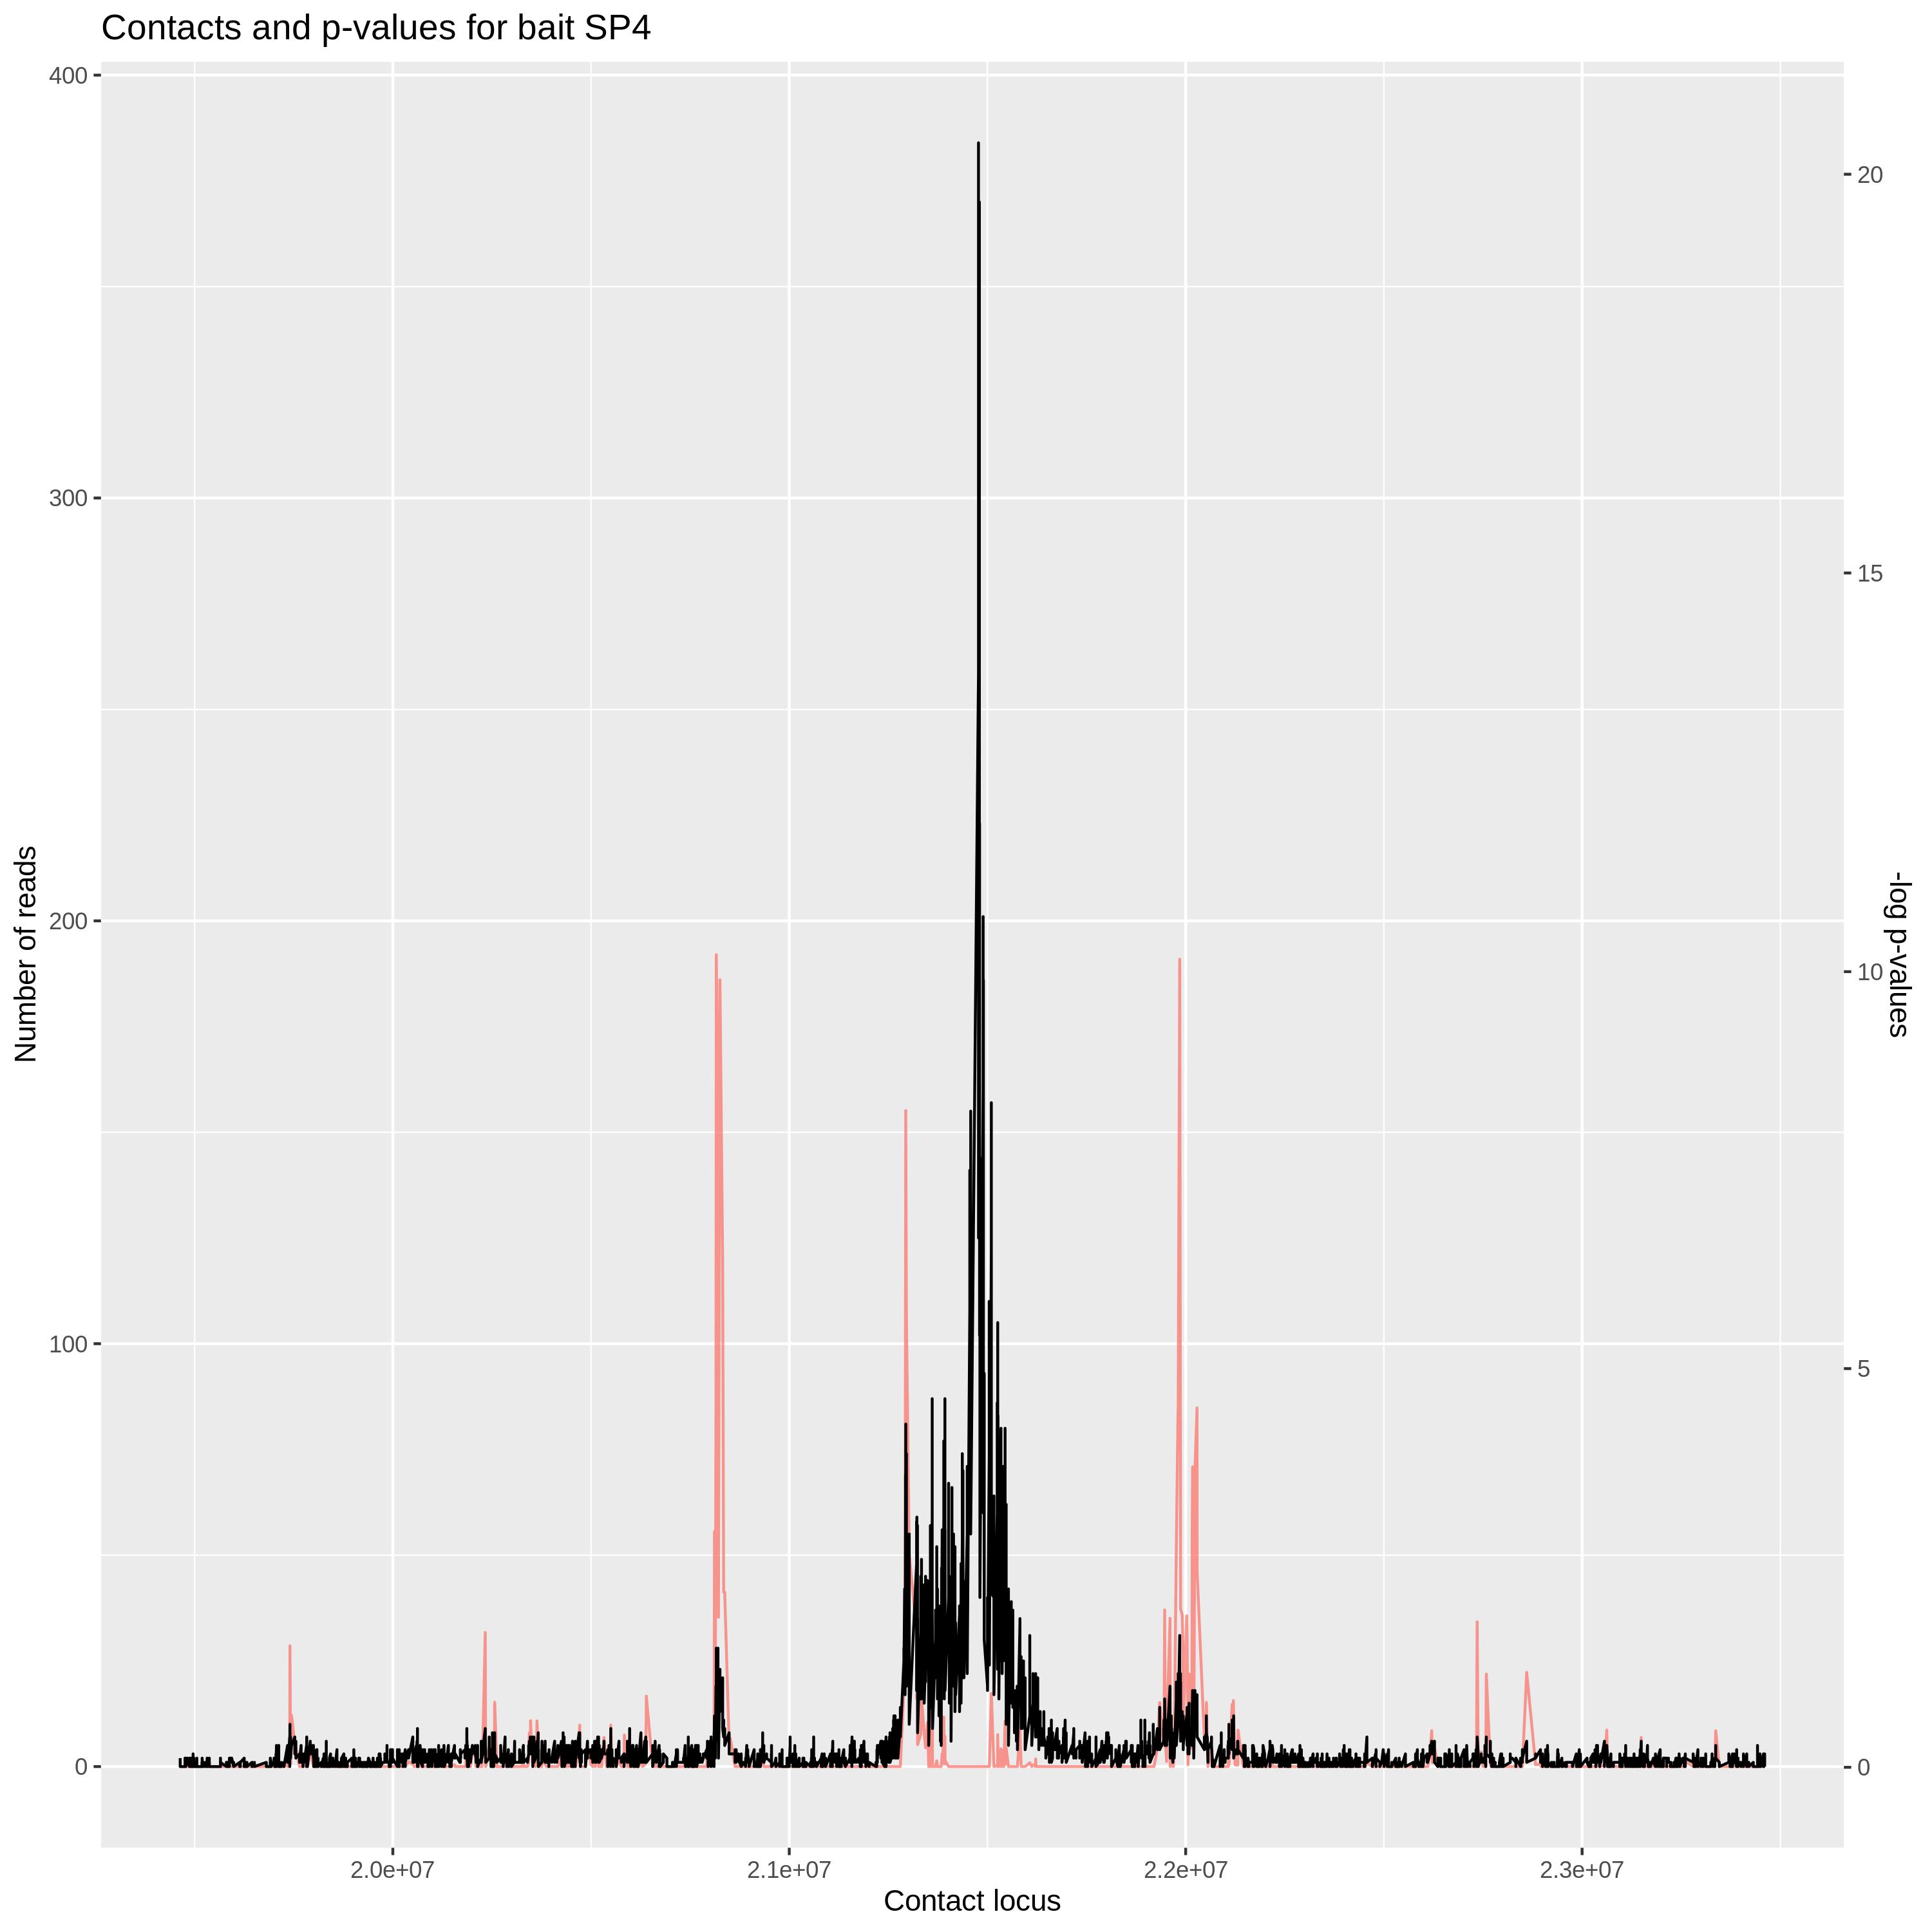 Contacts and p-values for bait SP4
400
300
200
100
0
Number of reads
20
15
10
5
0
-log p-values
2.0e+07 2.1e+07 2.2e+07 2.3e+07
Contact locus